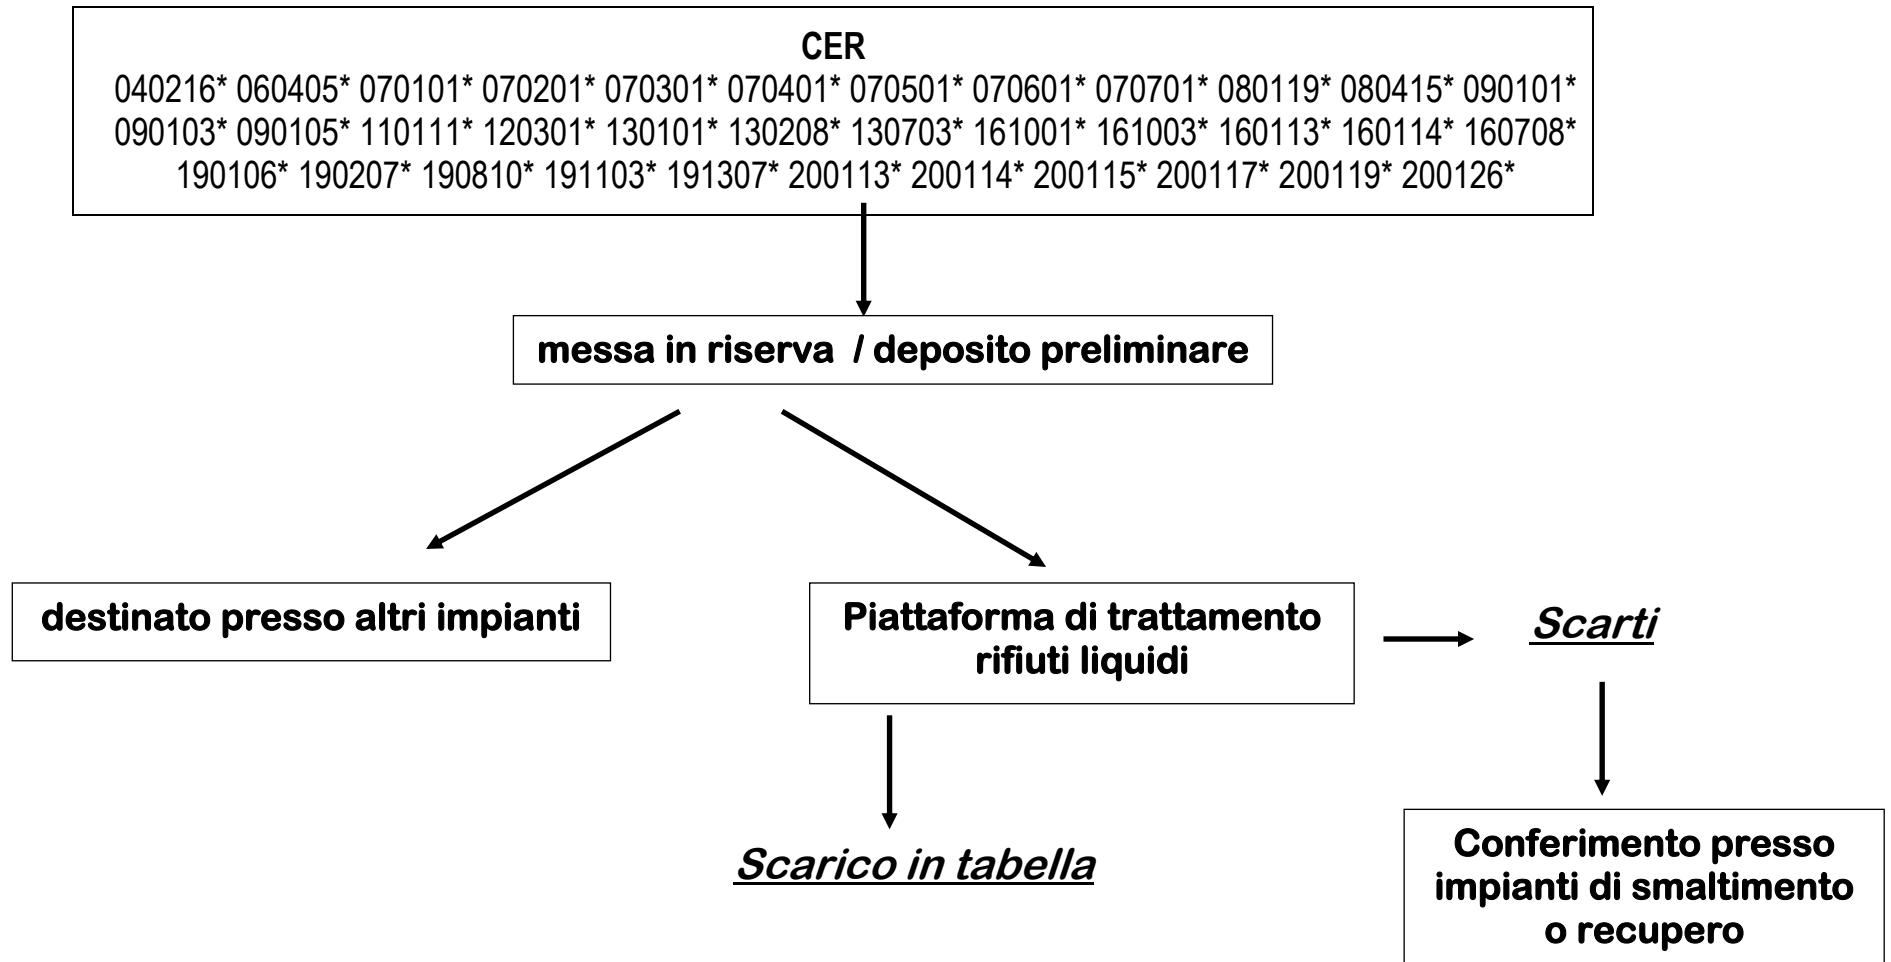 CER
040216* 060405* 070101* 070201* 070301* 070401* 070501* 070601* 070701* 080119* 080415* 090101*
090103* 090105* 110111* 120301* 130101* 130208* 130703* 161001* 161003* 160113* 160114* 160708*
190106* 190207* 190810* 191103* 191307* 200113* 200114* 200115* 200117* 200119* 200126*
messa in riserva / deposito preliminare
destinato presso altri impianti
Piattaforma di trattamento
rifiuti liquidi
Scarti
Scarico in tabella
Conferimento presso
impianti di smaltimento
o recupero